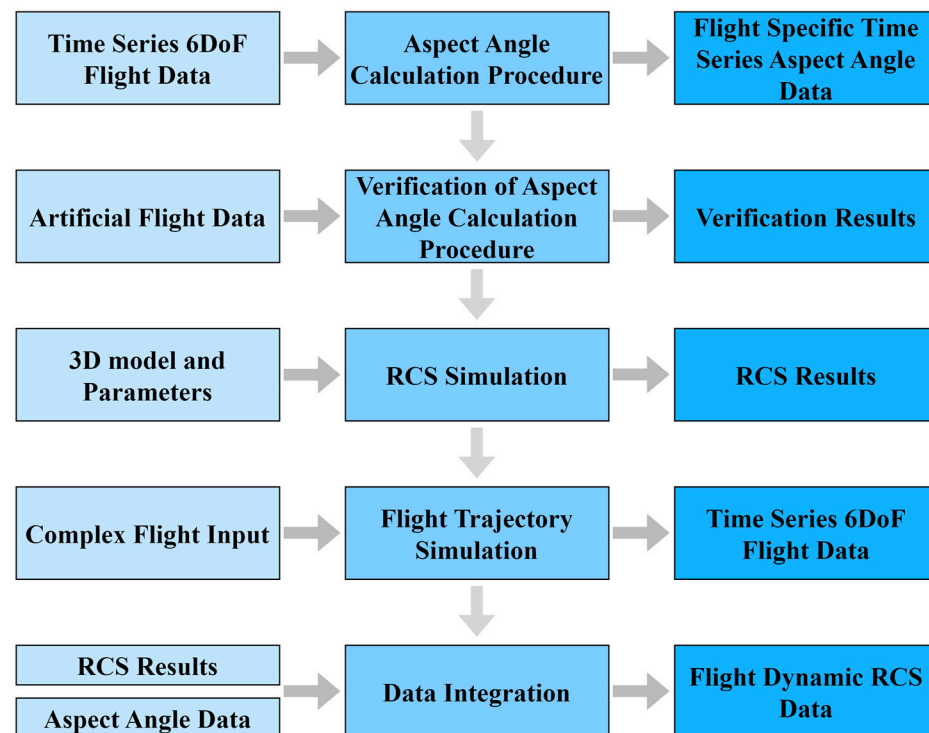 Time Series 6DoF
Flight Data
Aspect Angle
Calculation Procedure
Flight Specific Time
Series Aspect Angle
Data
Artificial Flight Data
Verification of Aspect
Angle Calculation
Procedure
Verification Results
3D model and
Parameters
RCS Simulation
RCS Results
Complex Flight Input
Flight Trajectory
Simulation
Time Series 6DoF
Flight Data
RCS Results
Aspect Angle Data
Data Integration
Flight Dynamic RCS
Data